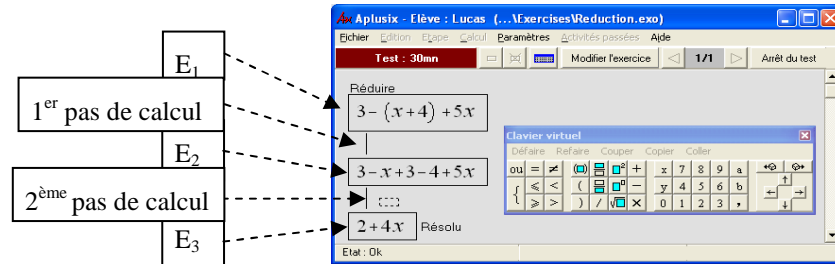 E₁
1er pas de calcul
E₂
2ème pas de calcul
E₃
Aplusix - Elève : Lucas (...\Exercises\Reduction.exo)
Fichier Edition Etape Calcul Paramètres Activités passées Aide
Test : 30mn Modifier l'exercice 1/1 Arrêt du test
Réduire
3 - (x+4) + 5x
3 - x + 3 - 4 + 5x
2 + 4x Résolu
Clavier virtuel
Défaire Refaire Couper Copier Coller
ou = ≠ (□) + x 7 8 9 a
{ ≤ < ( − y 4 5 6 b
≥ > ) / √ × 0 1 2 3 ,
Etat : Ok